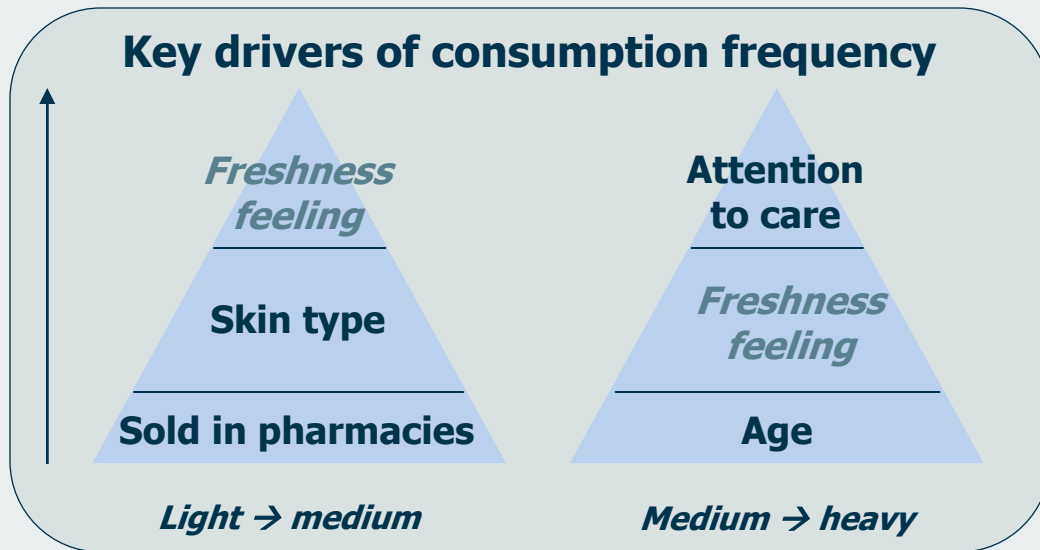 Key drivers of consumption frequency
Freshness
feeling
Skin type
Sold in pharmacies
Light → medium
Attention
to care
Freshness
feeling
Age
Medium → heavy